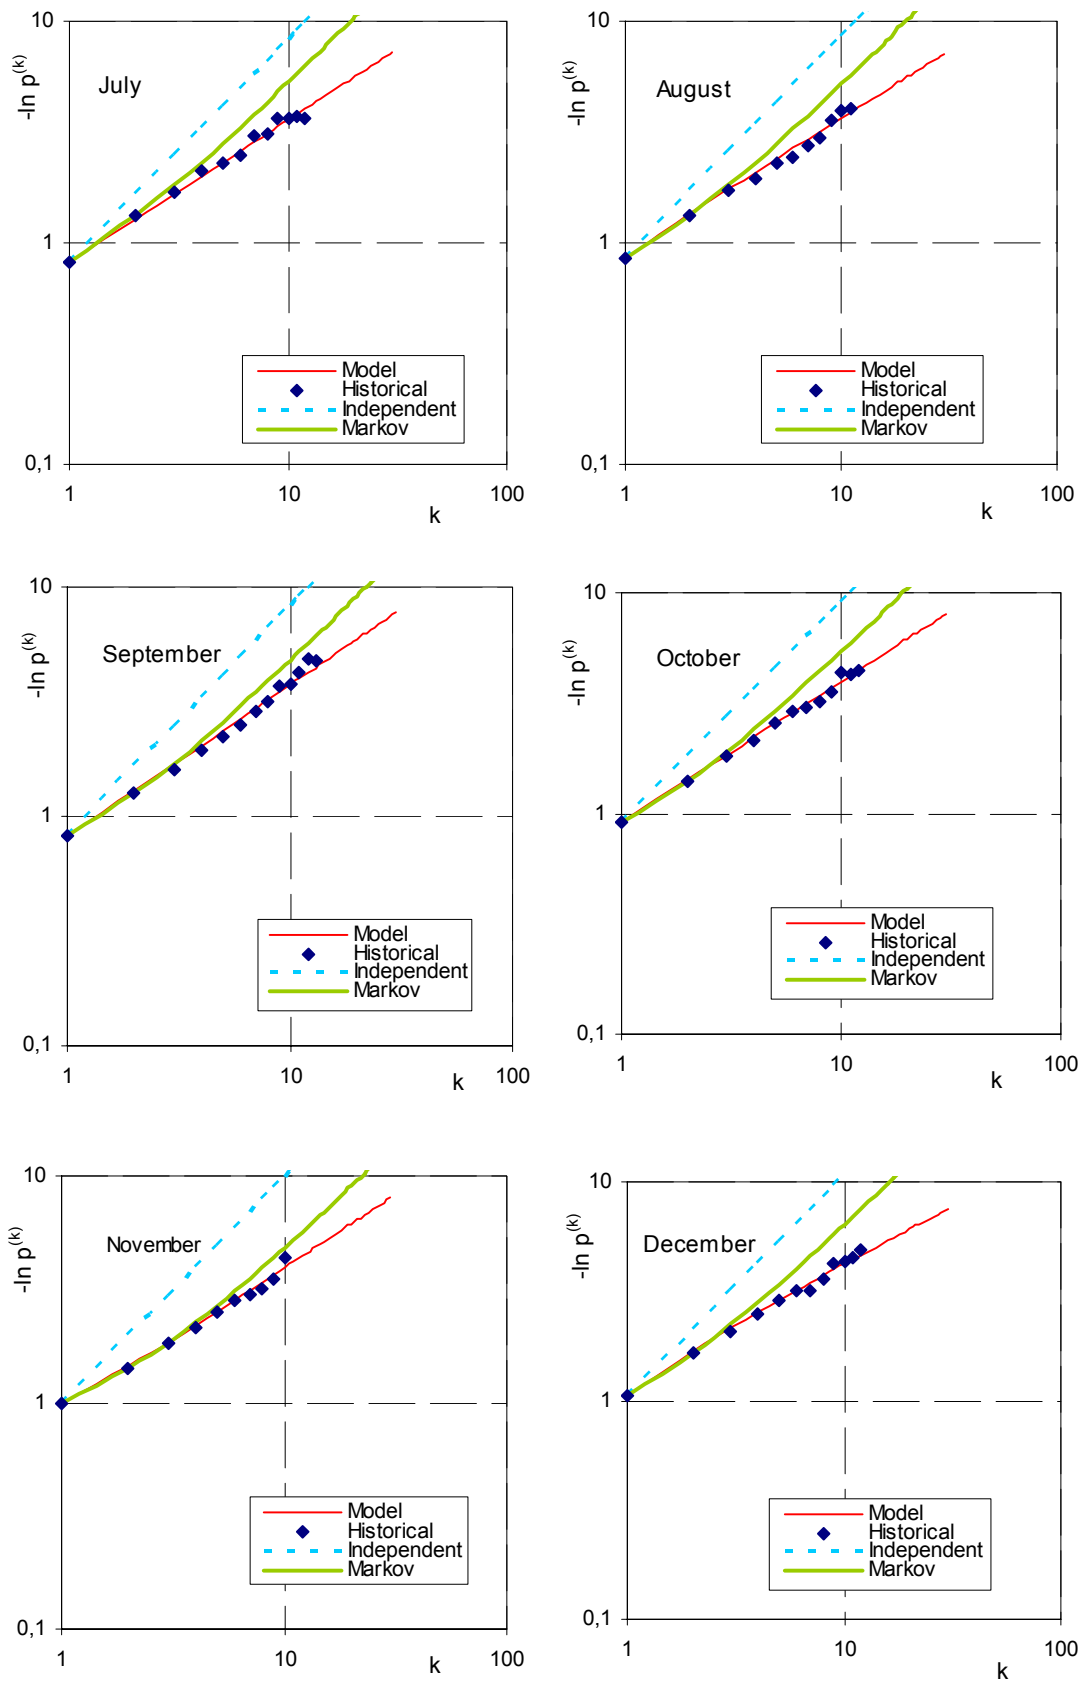 10
-ln p(k)
July
1
Model
Historical
Independent
Markov
0,1
1
10
100
k
10
-ln p(k)
August
1
Model
Historical
Independent
Markov
0,1
1
10
100
k
10
-ln p(k)
September
1
Model
Historical
Independent
Markov
0,1
1
10
100
k
10
-ln p(k)
October
1
Model
Historical
Independent
Markov
0,1
1
10
100
k
10
-ln p(k)
November
1
Model
Historical
Independent
Markov
0,1
1
10
100
k
10
-ln p(k)
December
1
Model
Historical
Independent
Markov
0,1
1
10
100
k